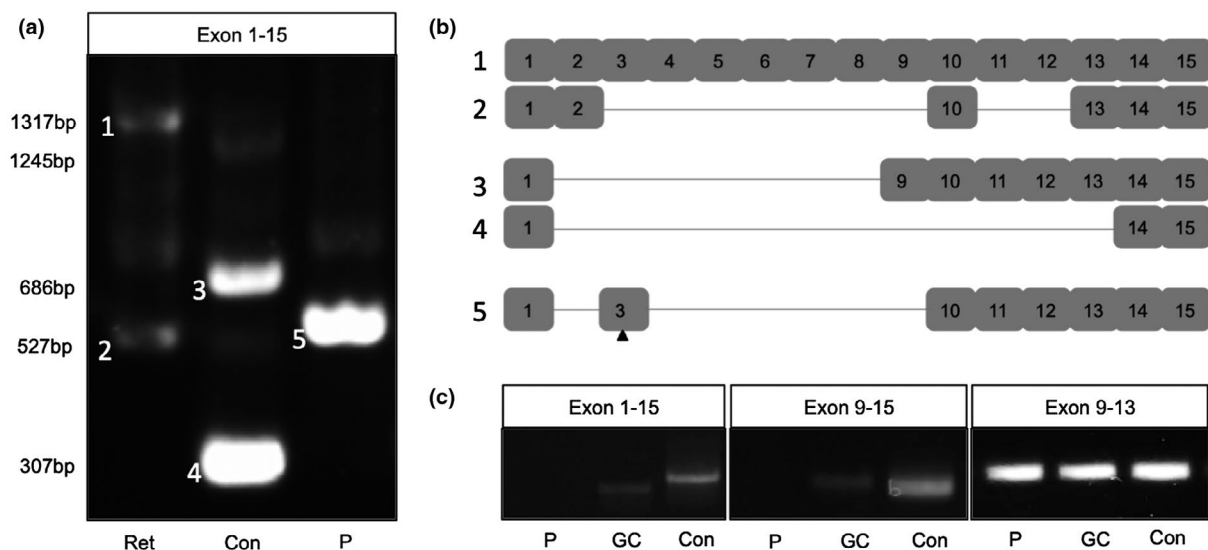 (a)
Exon 1-15
1317bp
1245bp
686bp
527bp
307bp
1
2
3
4
5
Ret Con P
(b)
1 1 2 3 4 5 6 7 8 9 10 11 12 13 14 15
2 1 2 10 13 14 15
3 1 9 10 11 12 13 14 15
4 1 14 15
5 1 3 10 11 12 13 14 15
(c)
Exon 1-15 Exon 9-15 Exon 9-13
P GC Con P GC Con P GC Con